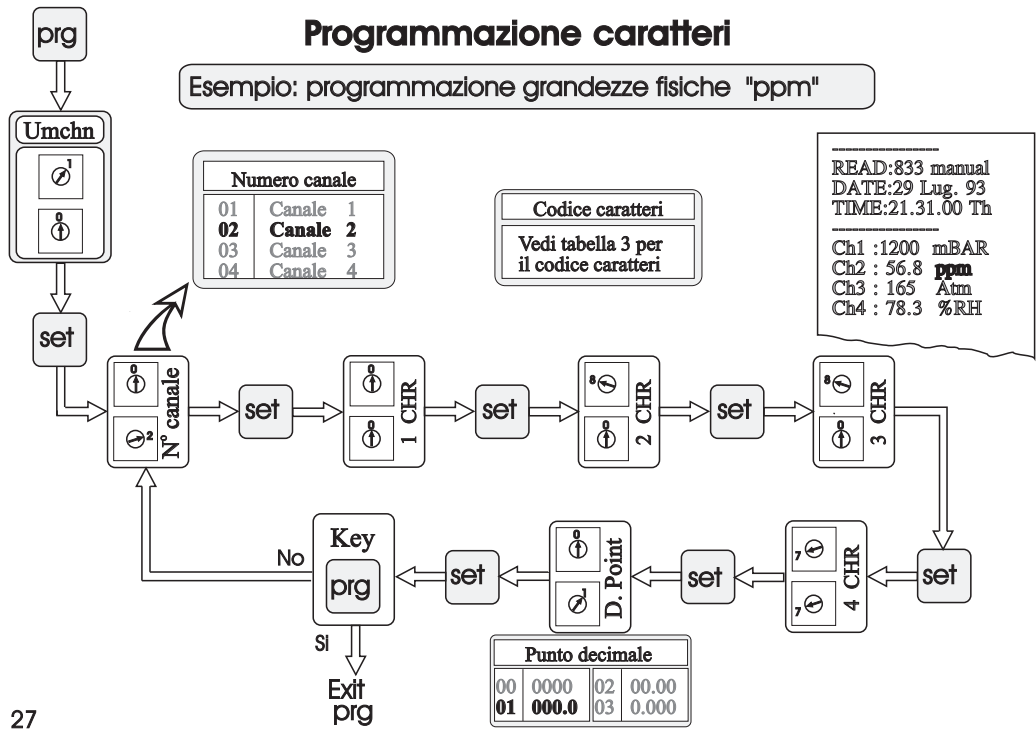 prg
Programmazione caratteri
Esempio: programmazione grandezze fisiche "ppm"
Umchn
1
0
set
Numero canale
01 Canale 1
02 Canale 2
03 Canale 3
04 Canale 4
Codice caratteri
Vedi tabella 3 per
il codice caratteri
--------------------
READ:833 manual
DATE:29 Lug. 93
TIME:21.31.00 Th
--------------------
Ch1 :1200 mBAR
Ch2 : 56.8 ppm
Ch3 : 165 Atm
Ch4 : 78.3 %RH
0
2
N° canale
set
0
0
1 CHR
set
8
0
2 CHR
set
8
0
3 CHR
set
7
7
4 CHR
set
0
1
D. Point
set
Key
prg
No
Si
Exit
prg
Punto decimale
00 0000 02 00.00
01 000.0 03 0.000
27